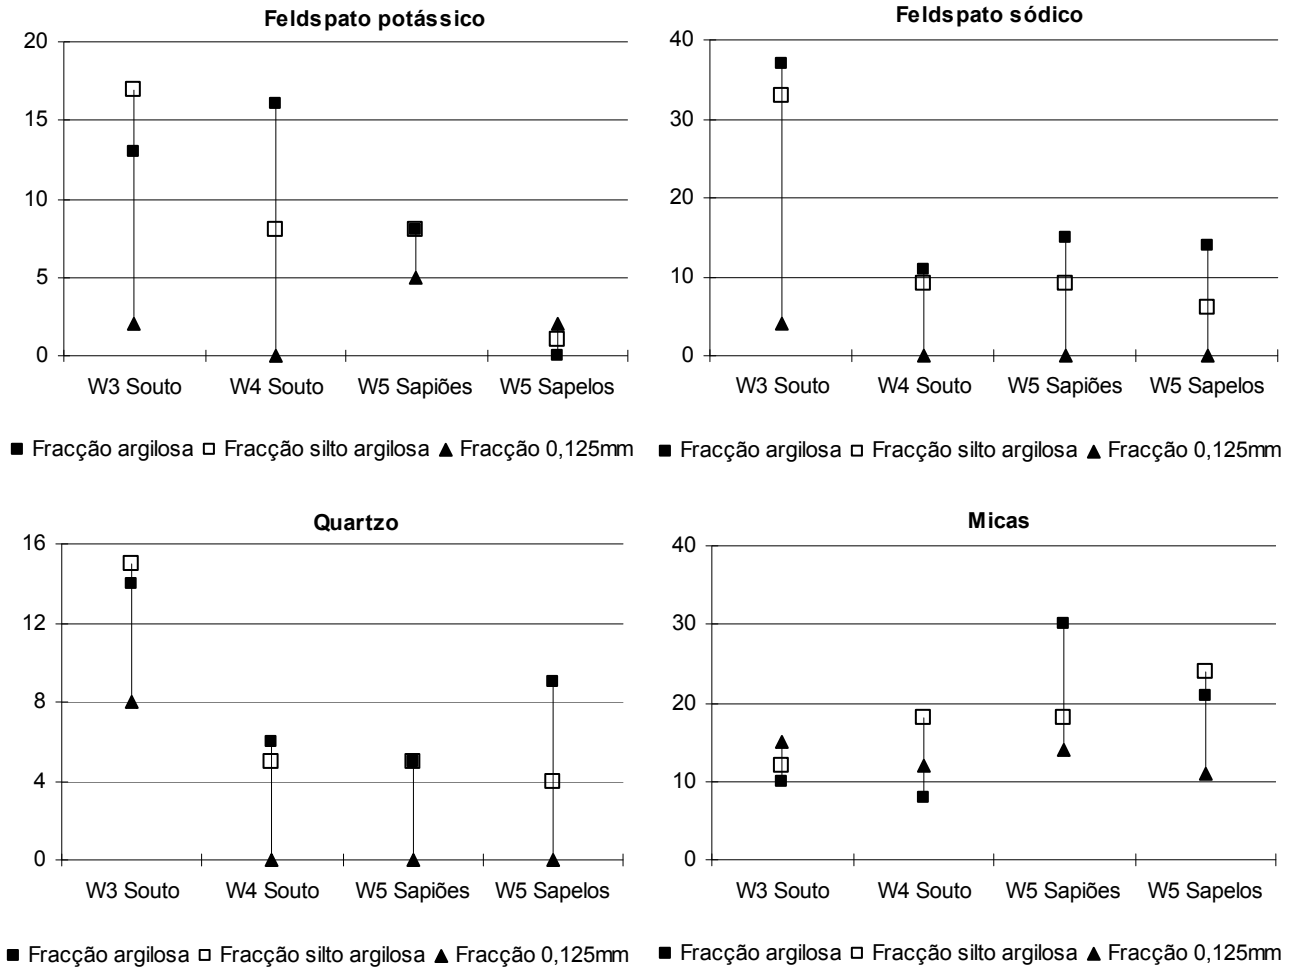 Feldspato potássico
20
15
10
5
0
W3 Souto W4 Souto W5 Sapiões W5 Sapelos
Fracção argilosa Fracção silto argilosa Fracção 0,125mm
Feldspato sódico
40
30
20
10
0
W3 Souto W4 Souto W5 Sapiões W5 Sapelos
Fracção argilosa Fracção silto argilosa Fracção 0,125mm
Quartzo
16
12
8
4
0
W3 Souto W4 Souto W5 Sapiões W5 Sapelos
Fracção argilosa Fracção silto argilosa Fracção 0,125mm
Micas
40
30
20
10
0
W3 Souto W4 Souto W5 Sapiões W5 Sapelos
Fracção argilosa Fracção silto argilosa Fracção 0,125mm